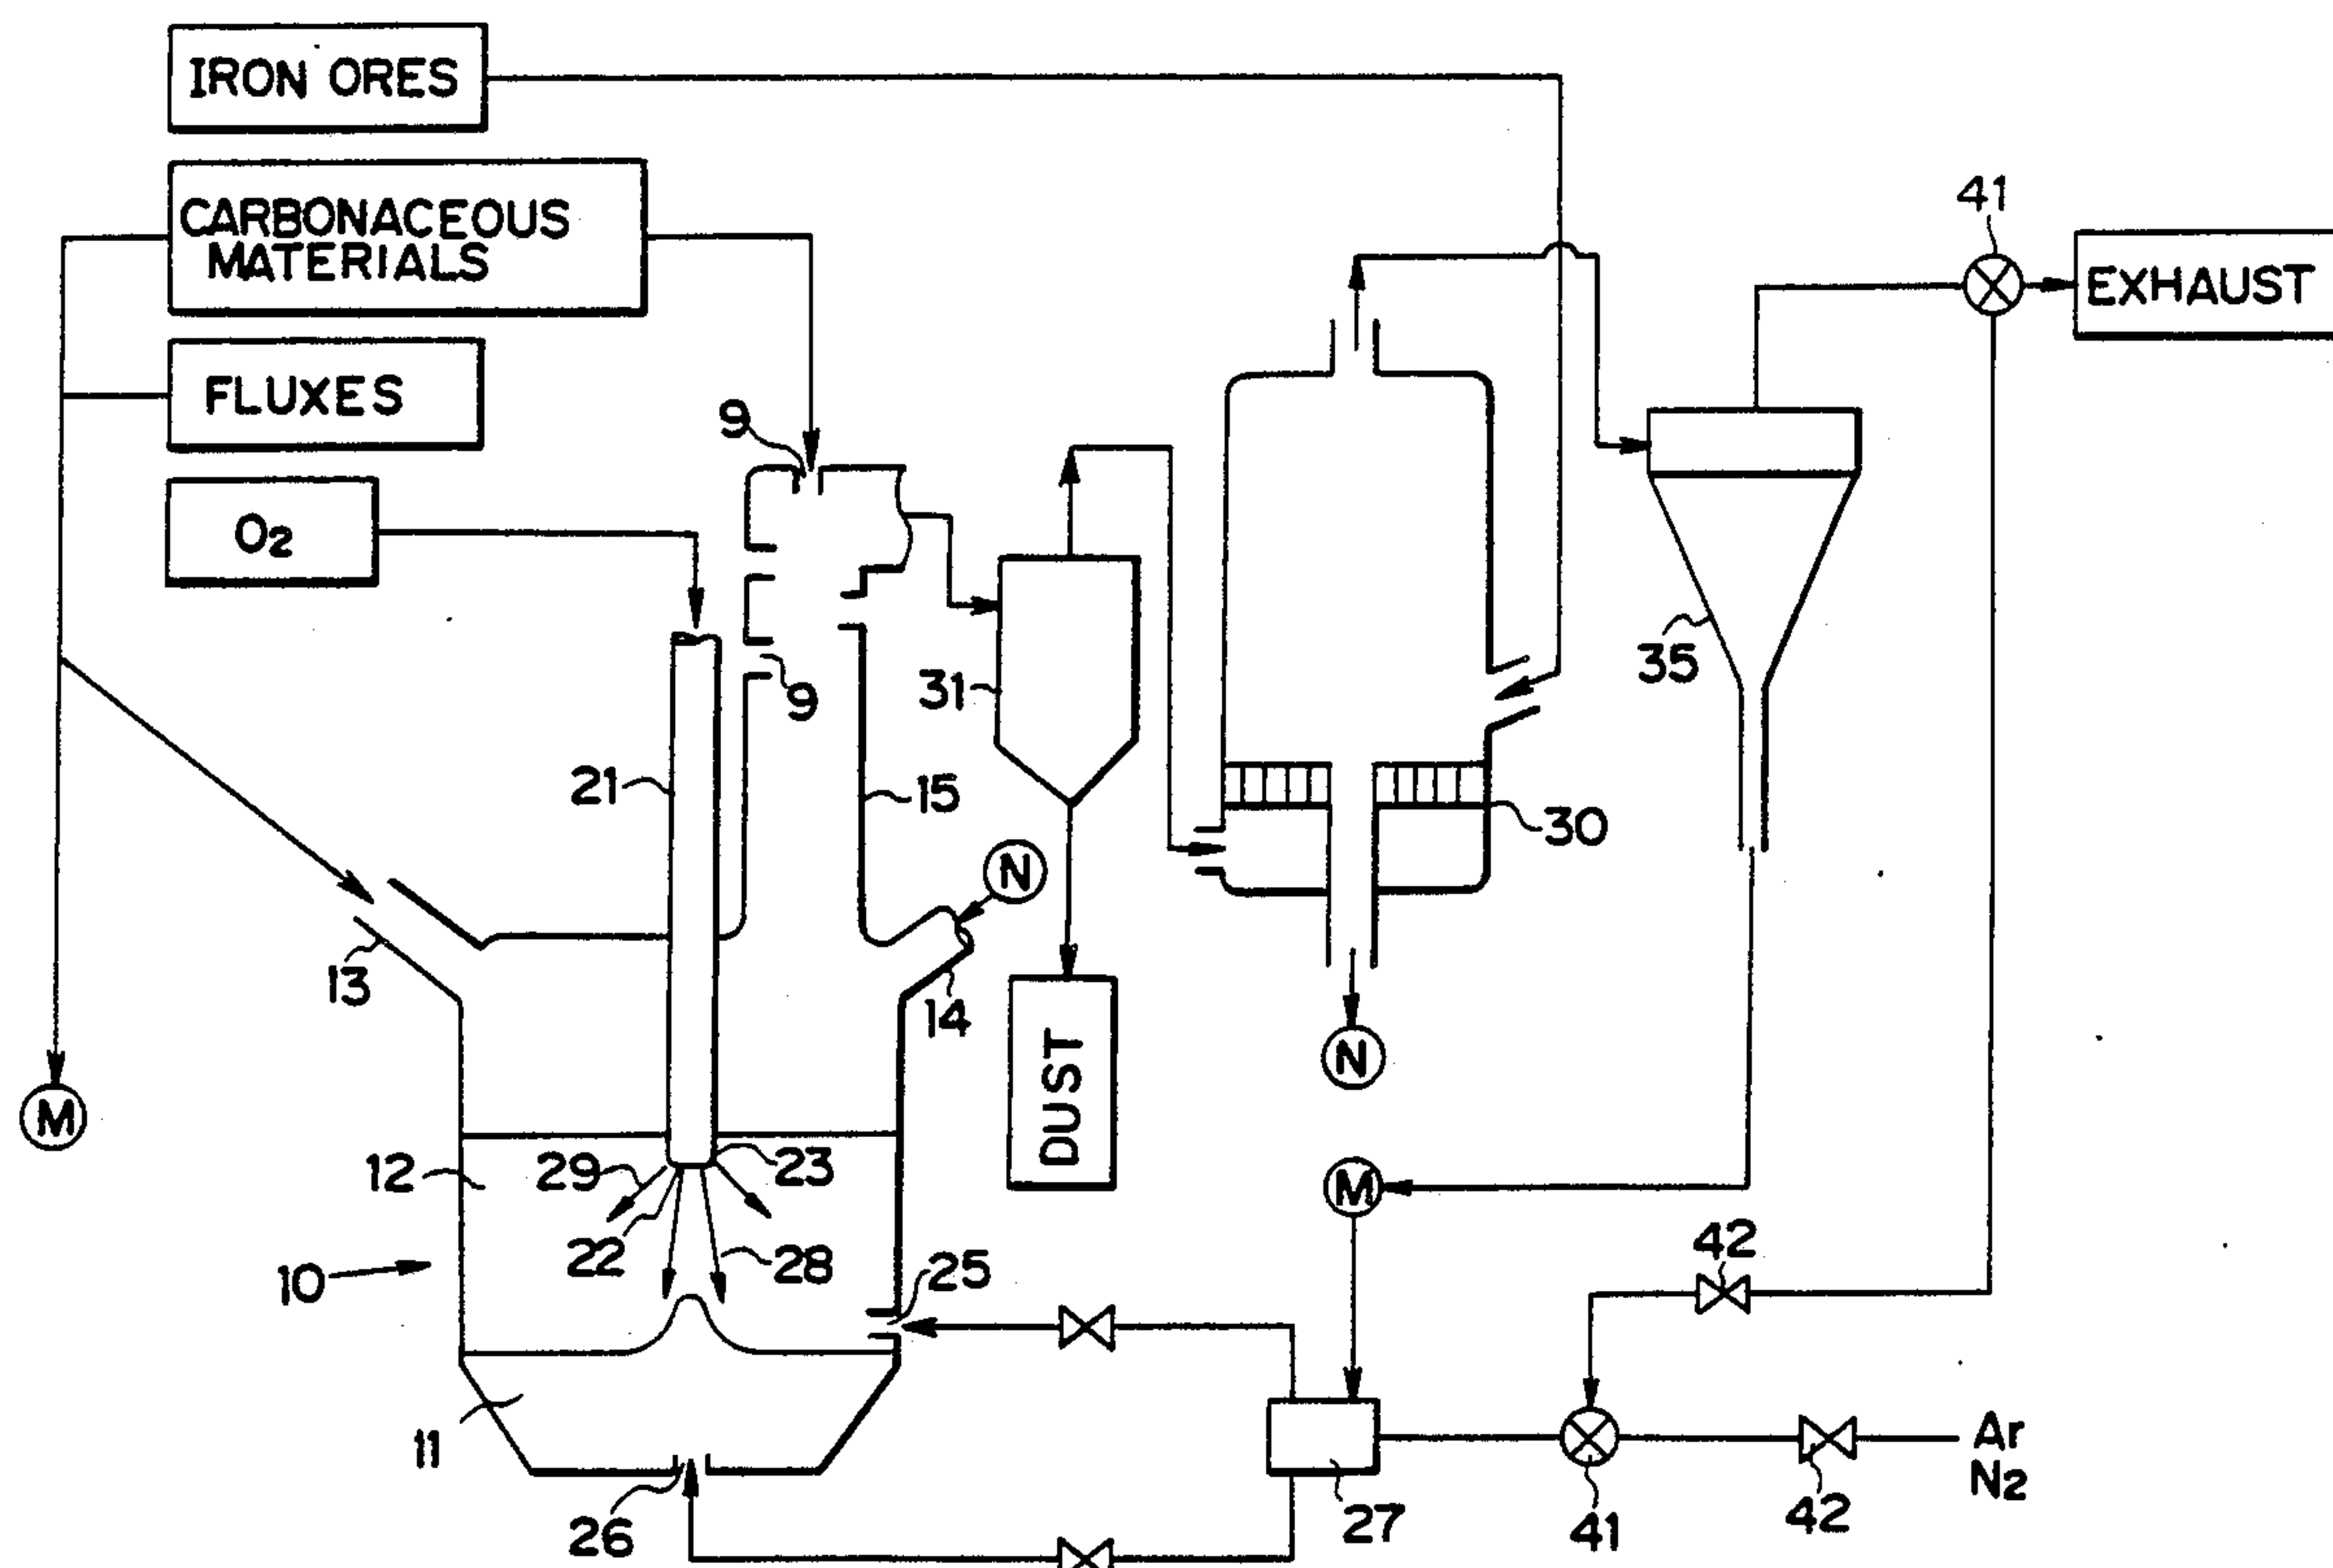 IRON ORES
CARBONACEOUS
MATERIALS
FLUXES
O2
41
EXHAUST
9
9
31
35
21
15
30
N
13
14
DUST
N
M
12
29
23
M
22
28
10
25
42
11
Ar
N2
26
27
41
42